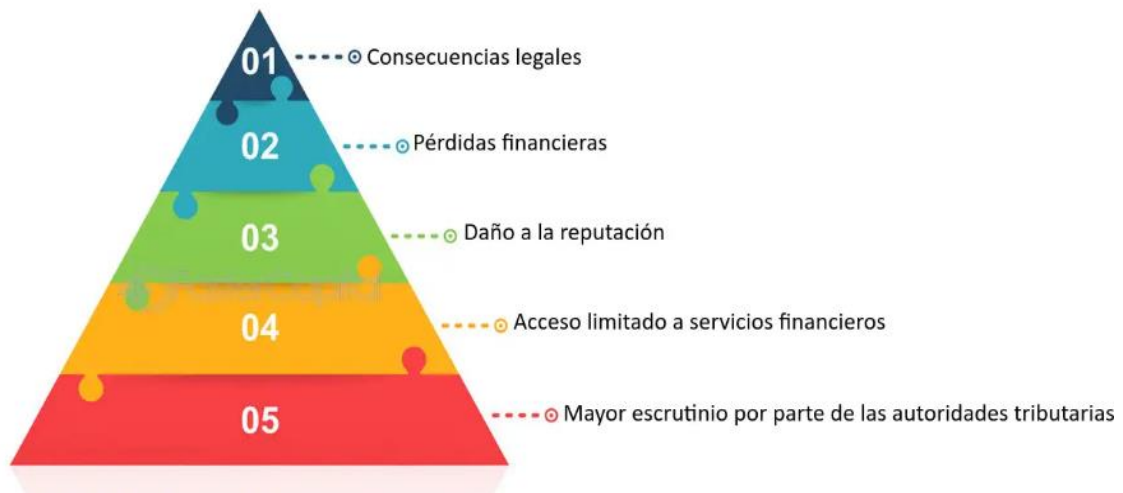 01
Consecuencias legales
02
Pérdidas financieras
03
Daño a la reputación
04
Acceso limitado a servicios financieros
05
Mayor escrutinio por parte de las autoridades tributarias